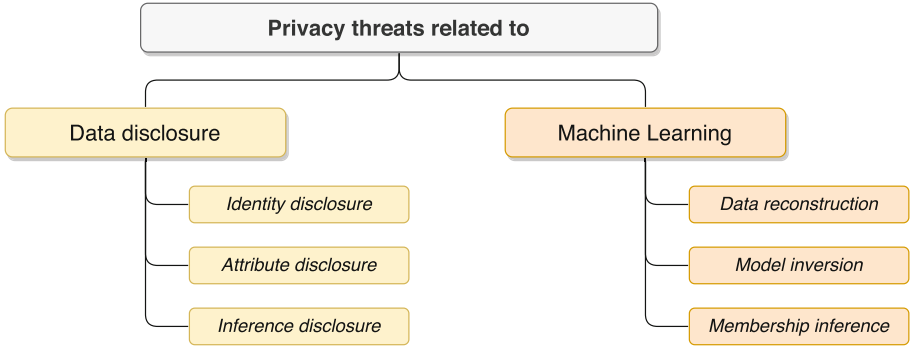 Privacy threats related to
Data disclosure
Machine Learning
Identity disclosure
Data reconstruction
Attribute disclosure
Model inversion
Inference disclosure
Membership inference